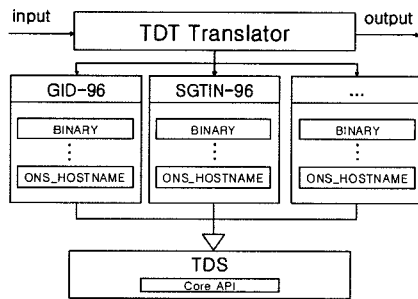 input
TDT Translator
output
GID-96
SGTIN-96
...
BINARY
BINARY
BINARY
ONS_HOSTNAME
ONS_HOSTNAME
ONS_HOSTNAME
TDS
Core API